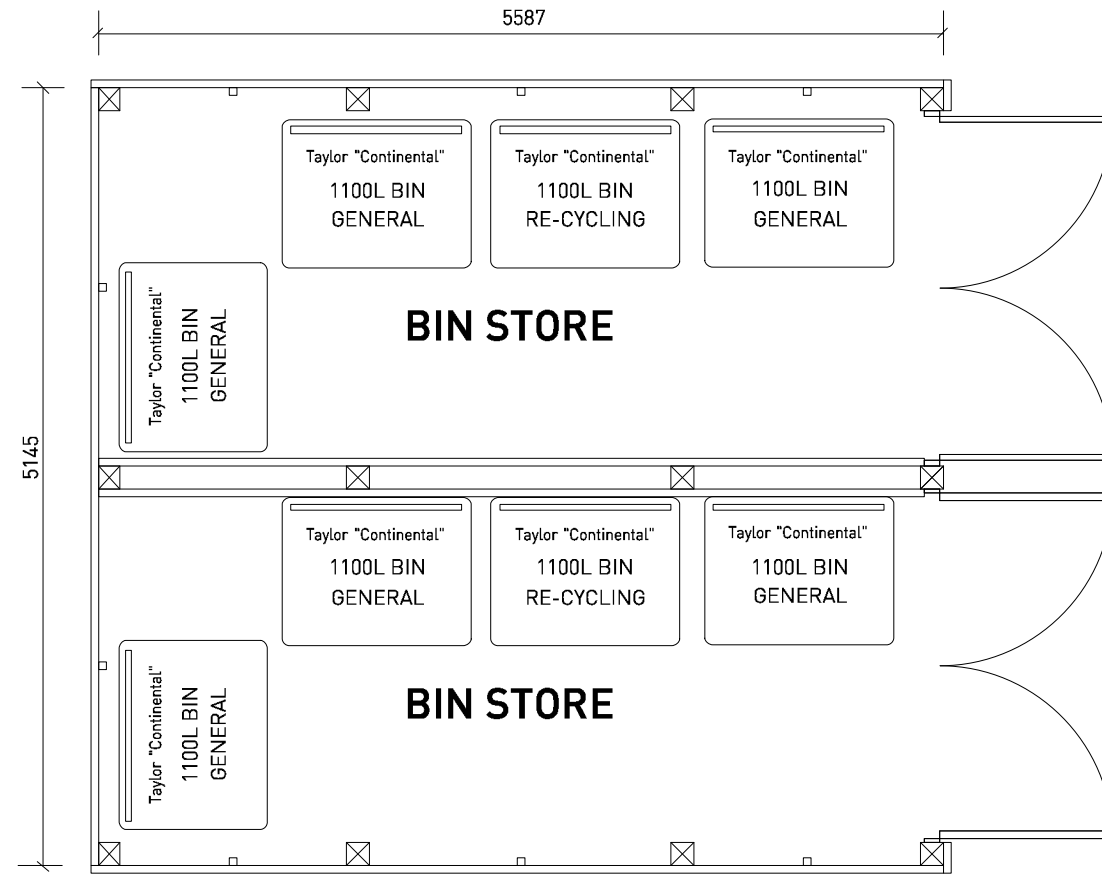 5587
Taylor "Continental"
1100L BIN
GENERAL
Taylor "Continental"
1100L BIN
RE-CYCLING
Taylor "Continental"
1100L BIN
GENERAL
Taylor "Continental"
1100L BIN
GENERAL
BIN STORE
5145
Taylor "Continental"
1100L BIN
GENERAL
Taylor "Continental"
1100L BIN
RE-CYCLING
Taylor "Continental"
1100L BIN
GENERAL
Taylor "Continental"
1100L BIN
GENERAL
BIN STORE